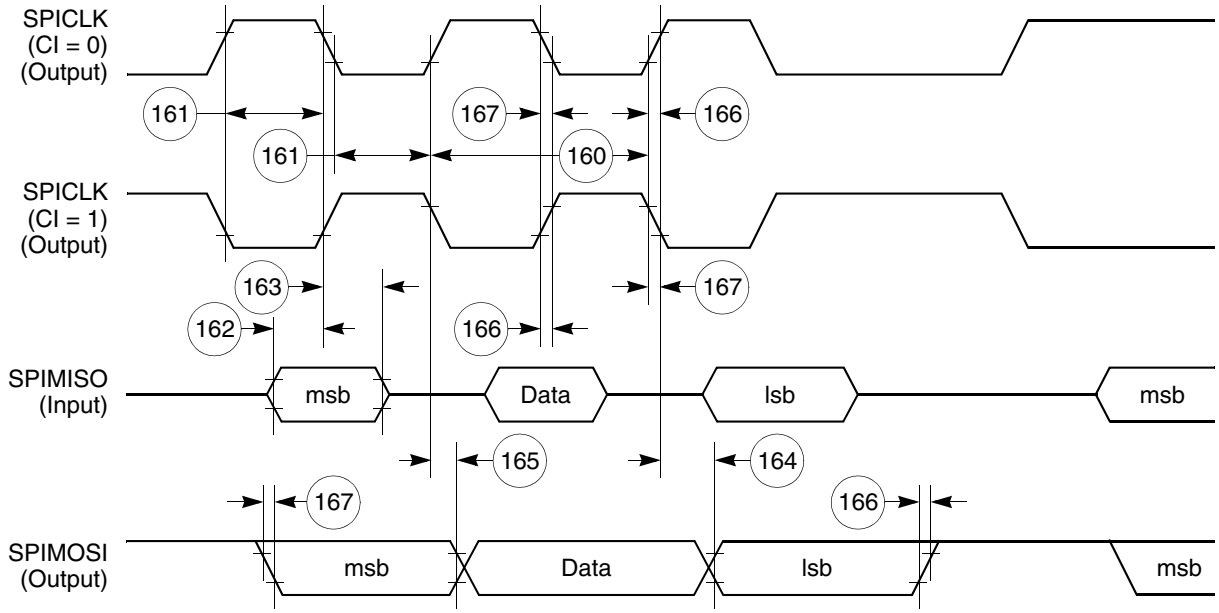 SPICLK
(CI = 0)
(Output)
161
167
166
161
160
SPICLK
(CI = 1)
(Output)
163
167
162
166
SPIMISO
(Input)
msb
Data
lsb
msb
165
164
167
166
SPIMOSI
(Output)
msb
Data
lsb
msb